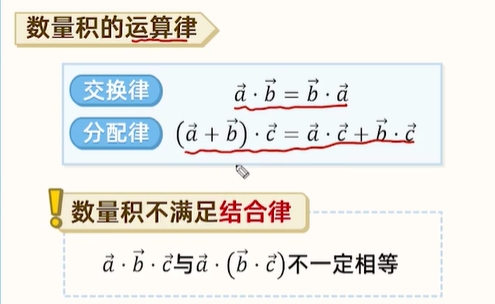 数量积的运算律
交换律 $\vec{a} \cdot \vec{b} = \vec{b} \cdot \vec{a}$
分配律 $(\vec{a} + \vec{b}) \cdot \vec{c} = \vec{a} \cdot \vec{c} + \vec{b} \cdot \vec{c}$
! 数量积不满足结合律
$\vec{a} \cdot \vec{b} \cdot \vec{c}$与$\vec{a} \cdot (\vec{b} \cdot \vec{c})$不一定相等